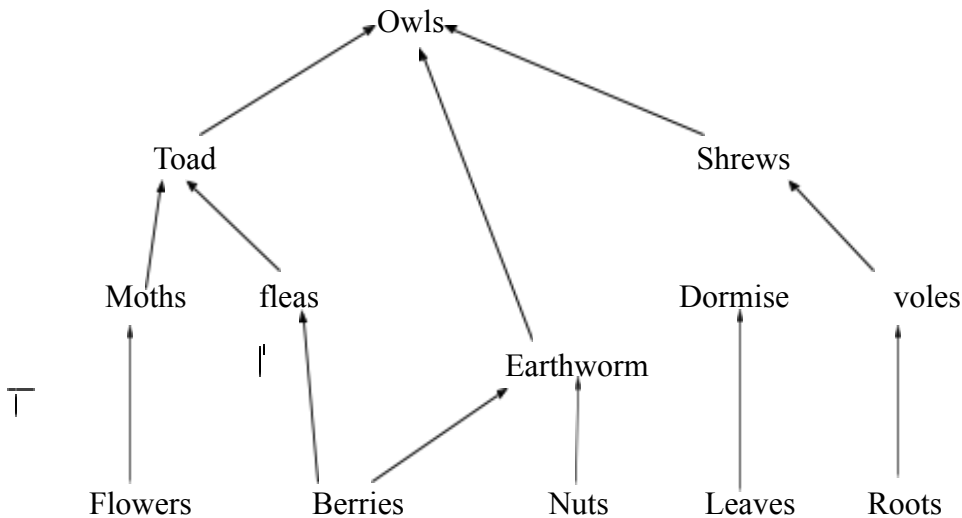 Owls
Toad
Shrews
Moths
fleas
Dormise
voles
Earthworm
Flowers
Berries
Nuts
Leaves
Roots